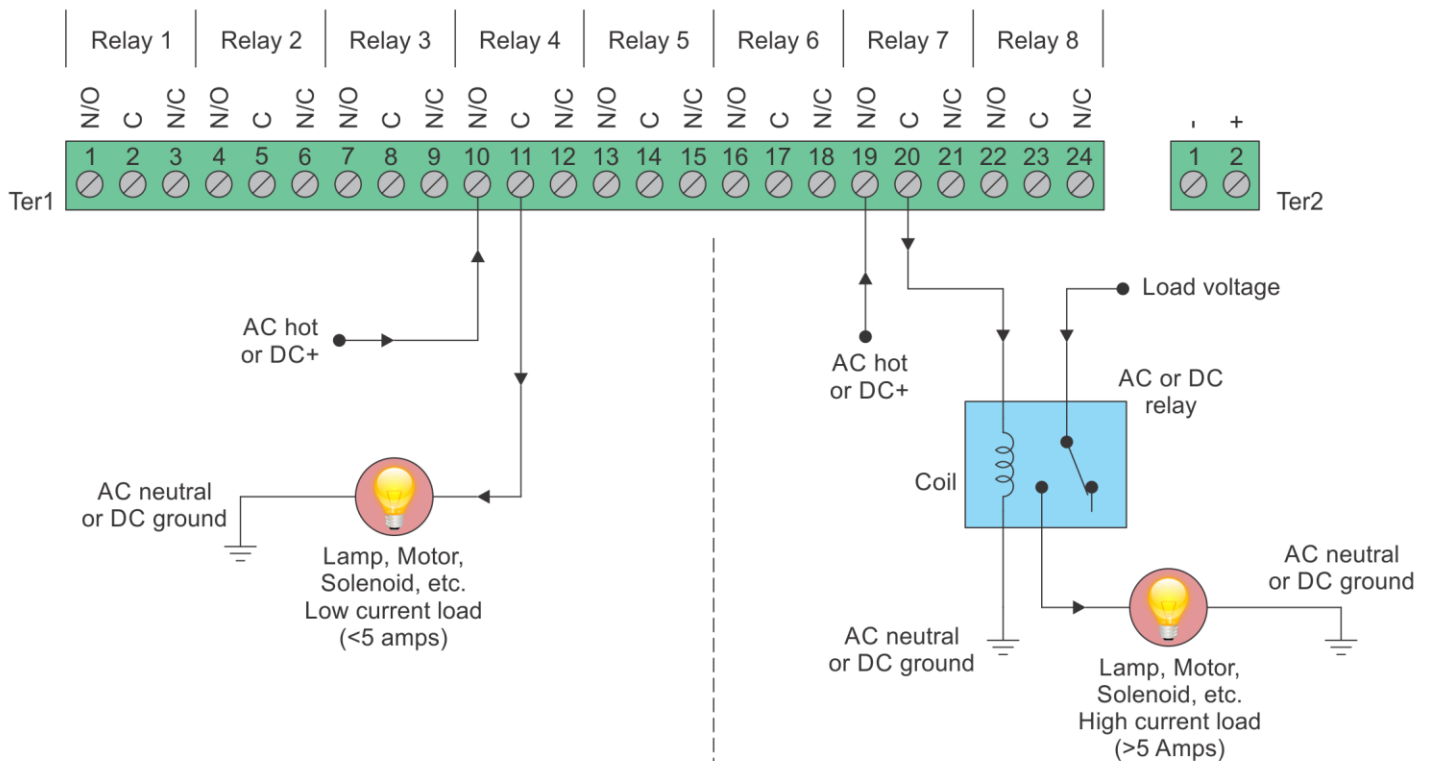 Relay 1 Relay 2 Relay 3 Relay 4 Relay 5 Relay 6 Relay 7 Relay 8
N/O C N/C N/O C N/C N/O C N/C N/O C N/C N/O C N/C N/O C N/C N/O C N/C N/O C N/C - +
1 2 3 4 5 6 7 8 9 10 11 12 13 14 15 16 17 18 19 20 21 22 23 24 1 2
Ter1 Ter2
AC hot
or DC+
AC neutral
or DC ground
Lamp, Motor,
Solenoid, etc.
Low current load
(<5 amps)
Load voltage
AC hot
or DC+
AC or DC
relay
Coil
AC neutral
or DC ground
AC neutral
or DC ground
Lamp, Motor,
Solenoid, etc.
High current load
(>5 Amps)